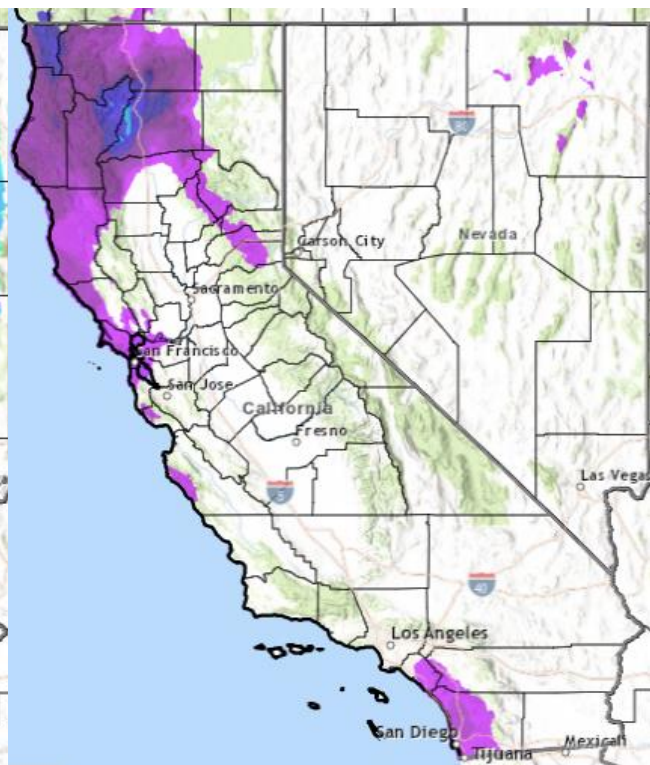 80
Carson City
Nevada
Sacramento
San Francisco
San Jose
California
Fresno
Las Vegas
5
40
Los Angeles
San Diego
Tijuana
Mexicali